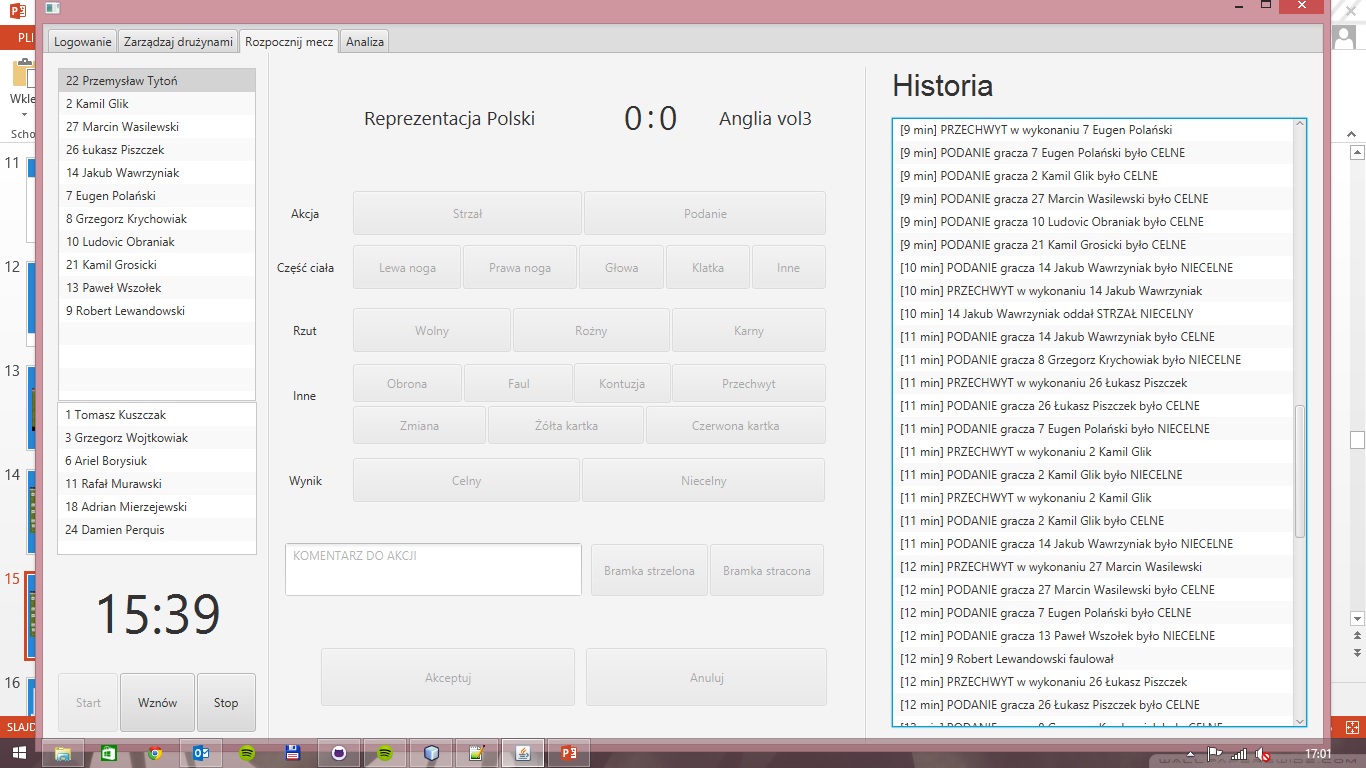 PLI
Wkle
Scho
11
12
13
14
15
16
SLAJD
Logowanie
Zarządzaj drużynami
Rozpocznij mecz
Analiza
22 Przemysław Tytoń
2 Kamil Glik
27 Marcin Wasilewski
26 Łukasz Piszczek
14 Jakub Wawrzyniak
7 Eugen Polański
8 Grzegorz Krychowiak
10 Ludovic Obraniak
21 Kamil Grosicki
13 Paweł Wszołek
9 Robert Lewandowski
1 Tomasz Kuszczak
3 Grzegorz Wojtkowiak
6 Ariel Borysiuk
11 Rafał Murawski
18 Adrian Mierzejewski
24 Damien Perquis
15:39
Start
Wznów
Stop
Reprezentacja Polski 0:0 Anglia vol3
Akcja
Strzał
Podanie
Część ciała
Lewa noga
Prawa noga
Głowa
Klatka
Inne
Rzut
Wolny
Rożny
Karny
Inne
Obrona
Faul
Kontuzja
Przechwyt
Zmiana
Żółta kartka
Czerwona kartka
Wynik
Celny
Niecelny
KOMENTARZ DO AKCJI
Bramka strzelona
Bramka stracona
Akceptuj
Anuluj
Historia
[9 min] PRZECHWYT w wykonaniu 7 Eugen Polański
[9 min] PODANIE gracza 7 Eugen Polański było CELNE
[9 min] PODANIE gracza 2 Kamil Glik było CELNE
[9 min] PODANIE gracza 27 Marcin Wasilewski było CELNE
[9 min] PODANIE gracza 10 Ludovic Obraniak było CELNE
[9 min] PODANIE gracza 21 Kamil Grosicki było CELNE
[10 min] PODANIE gracza 14 Jakub Wawrzyniak było NIECELNE
[10 min] PRZECHWYT w wykonaniu 14 Jakub Wawrzyniak
[10 min] 14 Jakub Wawrzyniak oddał STRZAŁ NIECELNY
[11 min] PODANIE gracza 14 Jakub Wawrzyniak było CELNE
[11 min] PODANIE gracza 8 Grzegorz Krychowiak było NIECELNE
[11 min] PRZECHWYT w wykonaniu 26 Łukasz Piszczek
[11 min] PODANIE gracza 26 Łukasz Piszczek było CELNE
[11 min] PODANIE gracza 7 Eugen Polański było NIECELNE
[11 min] PRZECHWYT w wykonaniu 2 Kamil Glik
[11 min] PODANIE gracza 2 Kamil Glik było NIECELNE
[11 min] PRZECHWYT w wykonaniu 2 Kamil Glik
[11 min] PODANIE gracza 2 Kamil Glik było CELNE
[11 min] PODANIE gracza 14 Jakub Wawrzyniak było NIECELNE
[12 min] PRZECHWYT w wykonaniu 27 Marcin Wasilewski
[12 min] PODANIE gracza 27 Marcin Wasilewski było CELNE
[12 min] PODANIE gracza 7 Eugen Polański było CELNE
[12 min] PODANIE gracza 13 Paweł Wszołek było NIECELNE
[12 min] 9 Robert Lewandowski faulował
[12 min] PRZECHWYT w wykonaniu 26 Łukasz Piszczek
[12 min] PODANIE gracza 26 Łukasz Piszczek było CELNE
[12 min] PODANIE gracza 8 Grzegorz Krychowiak było CELNE
17:01